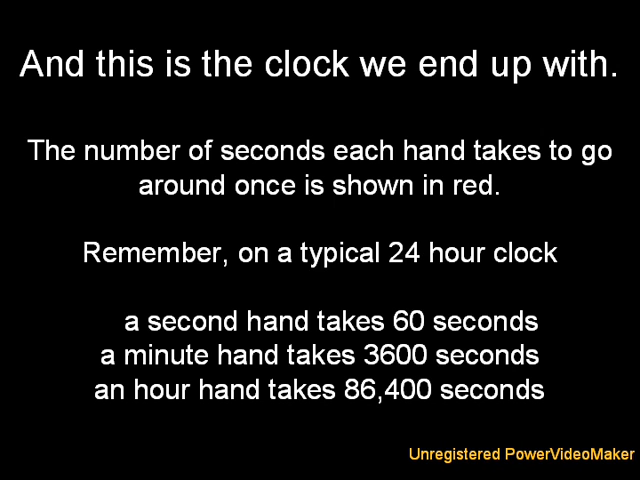 And this is the clock we end up with.
The number of seconds each hand takes to go
around once is shown in red.
Remember, on a typical 24 hour clock
a second hand takes 60 seconds
a minute hand takes 3600 seconds
an hour hand takes 86,400 seconds
Unregistered PowerVideoMaker